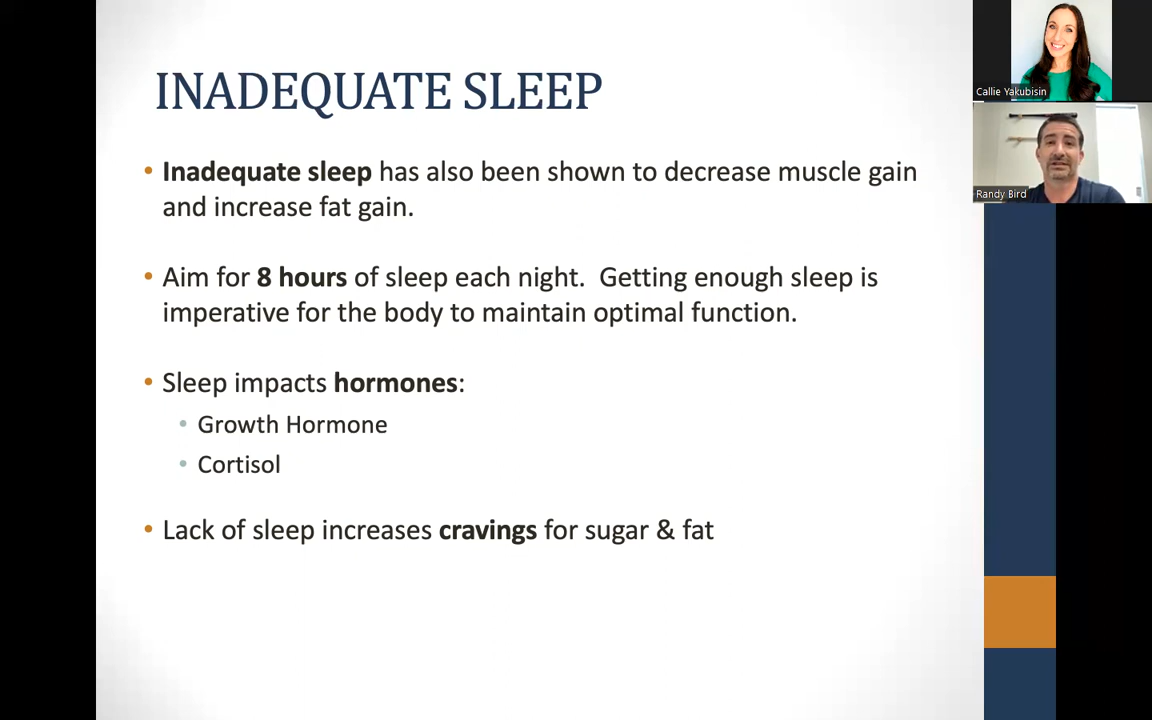 INADEQUATE SLEEP
• Inadequate sleep has also been shown to decrease muscle gain
and increase fat gain.
• Aim for 8 hours of sleep each night.  Getting enough sleep is
imperative for the body to maintain optimal function.
• Sleep impacts hormones:
• Growth Hormone
• Cortisol
• Lack of sleep increases cravings for sugar & fat
Callie Yakubisin
Randy Bird